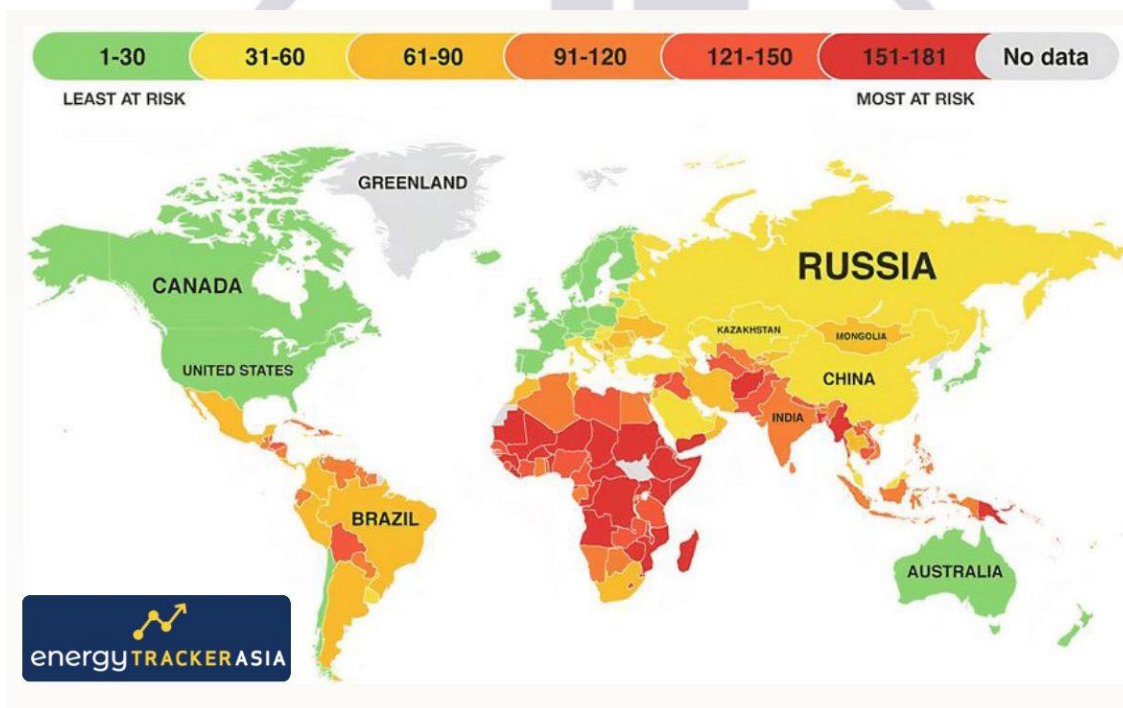 1-30 31-60 61-90 91-120 121-150 151-181 No data
LEAST AT RISK MOST AT RISK
GREENLAND
RUSSIA
CANADA
KAZAKHSTAN MONGOLIA
UNITED STATES CHINA
INDIA
BRAZIL
AUSTRALIA
energyTRACKERASIA